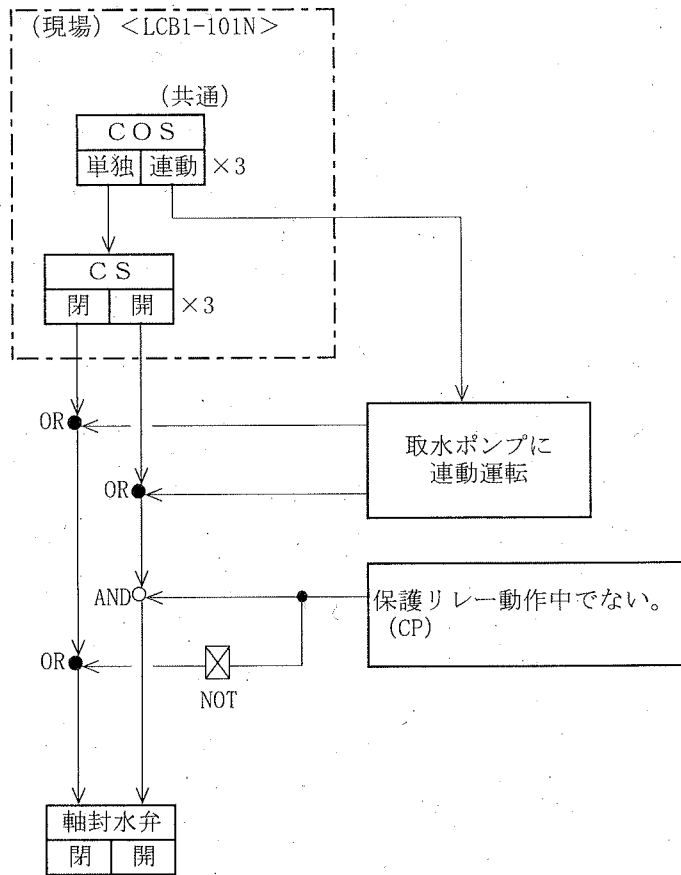 (現場) <LCB1-101N>
(共通)
ＣＯＳ
単独 連動 ×3
ＣＳ
閉 開 ×3
OR
取水ポンプに
連動運転
OR
AND
保護リレー動作中でない。
(CP)
OR
NOT
軸封水弁
閉 開